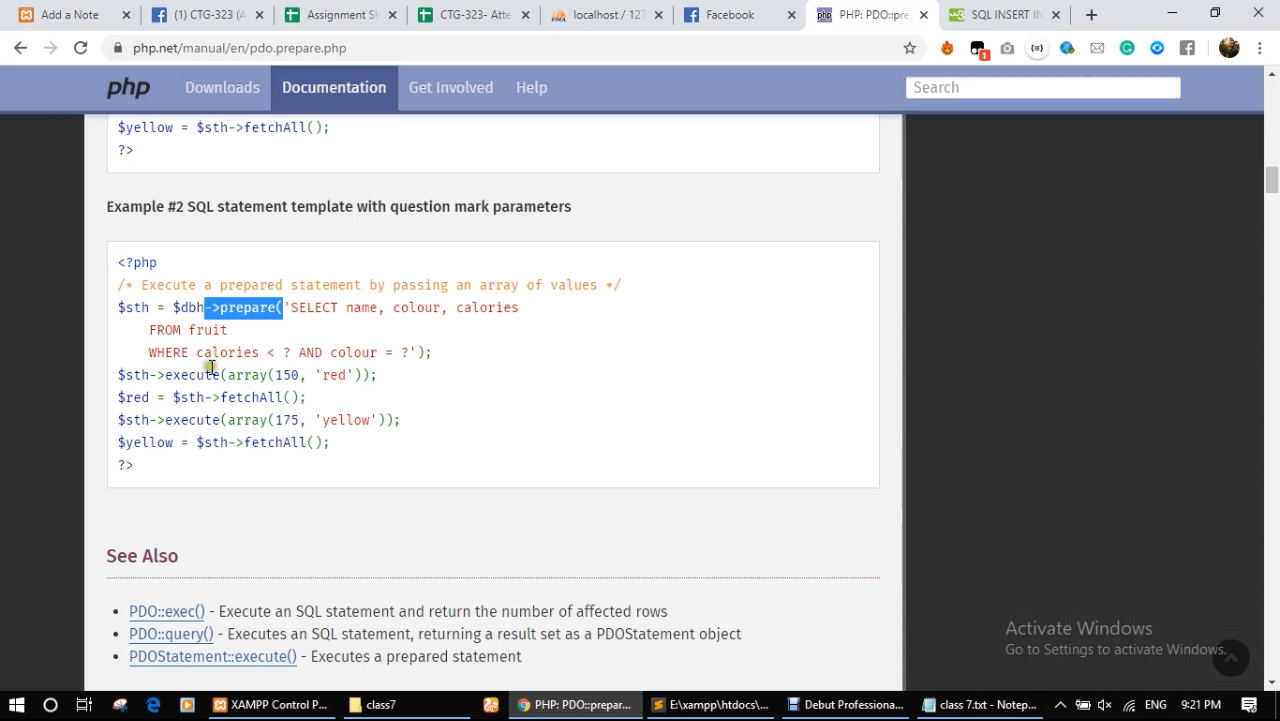 Add a Note
(1) CTG-323 (A
Assignment Sh
CTG-323- Atte
localhost / 127
Facebook
PHP: PDO::pre
SQL INSERT IN
php.net/manual/en/pdo.prepare.php
1
php
Downloads
Documentation
Get Involved
Help
Search
$yellow = $sth->fetchAll();
?>
Example #2 SQL statement template with question mark parameters
<?php
/* Execute a prepared statement by passing an array of values */
$sth = $dbh->prepare('SELECT name, colour, calories
FROM fruit
WHERE calories < ? AND colour = ?');
$sth->execute(array(150, 'red'));
$red = $sth->fetchAll();
$sth->execute(array(175, 'yellow'));
$yellow = $sth->fetchAll();
?>
See Also
• PDO::exec() - Execute an SQL statement and return the number of affected rows
• PDO::query() - Executes an SQL statement, returning a result set as a PDOStatement object
• PDOStatement::execute() - Executes a prepared statement
Activate Windows
Go to Settings to activate Windows.
XAMPP Control P...
class7
PHP: PDO::prepar...
E:\xampp\htdocs\...
Debut Professiona...
class 7.txt - Notep...
ENG
9:21 PM